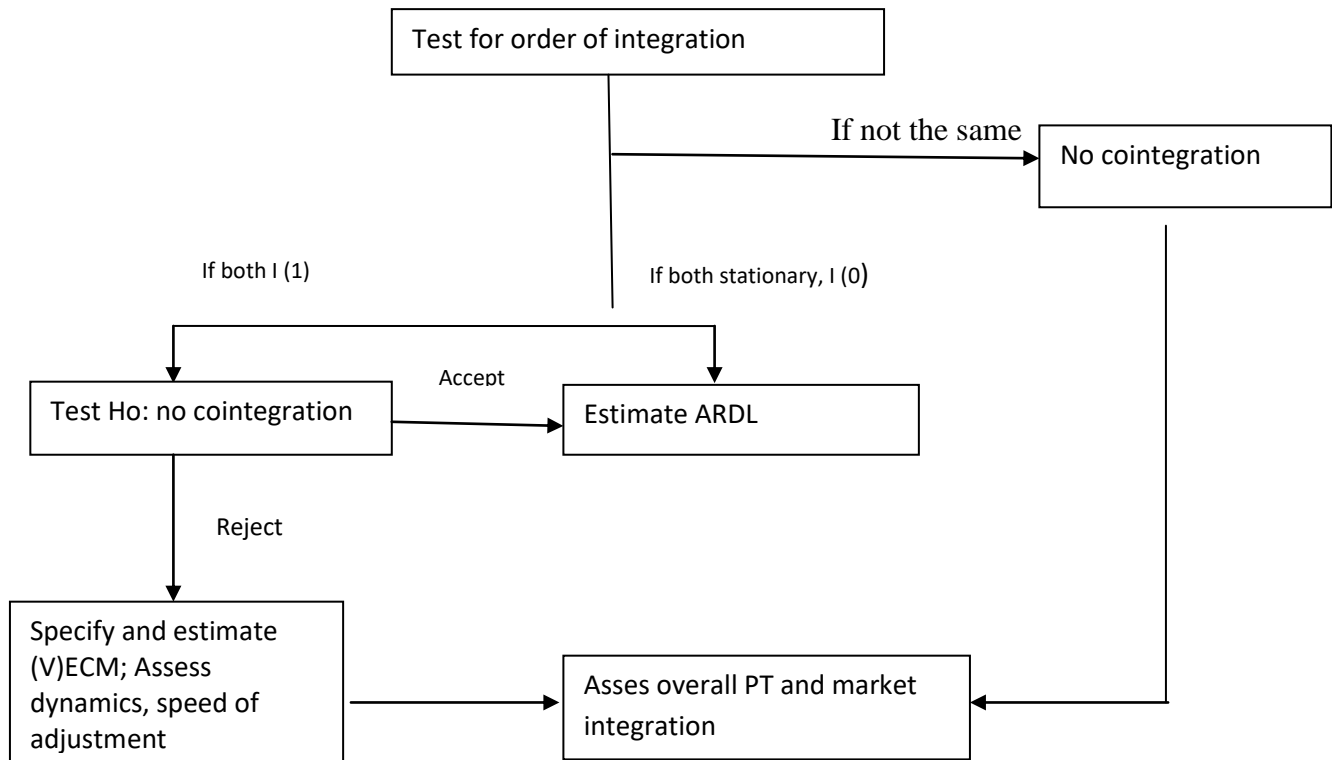 Test for order of integration
If not the same
No cointegration
If both I (1)
If both stationary, I (0)
Accept
Test Ho: no cointegration
Estimate ARDL
Reject
Specify and estimate
(V)ECM; Assess
dynamics, speed of
adjustment
Asses overall PT and market
integration